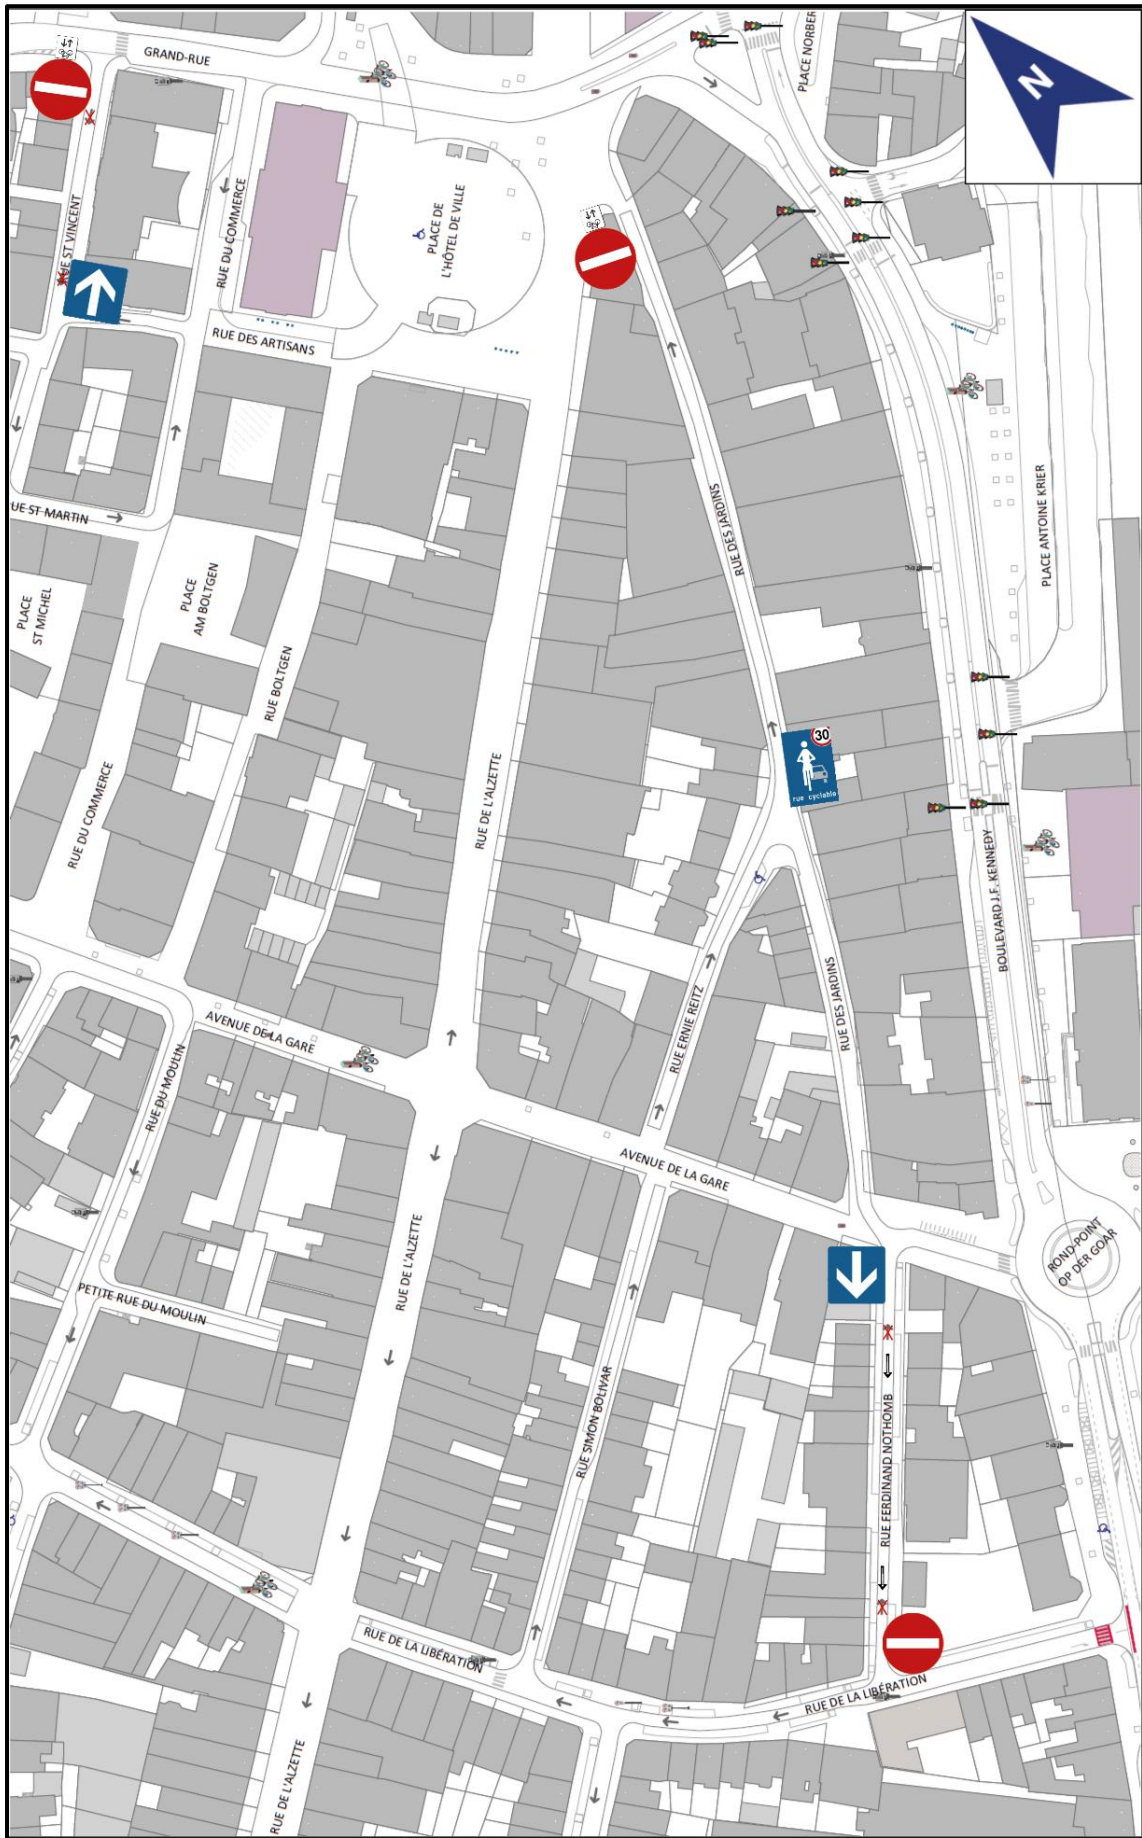 GRAND-RUE
PLACE NORBER
N
RUE ST VINCENT
RUE DU COMMERCE
PLACE DE
L'HÔTEL DE VILLE
RUE DES ARTISANS
UE ST MARTIN
PLACE
ST MICHEL
PLACE
AM BOLTGEN
RUE BOLTGEN
RUE DES JARDINS
PLACE ANTOINE KRIER
30
rue cyclable
RUE DU COMMERCE
RUE DE L'ALZETTE
BOULEVARD J.F. KENNEDY
RUE DES JARDINS
RUE ERNIE REITZ
AVENUE DE LA GARE
RUE DU MOULIN
AVENUE DE LA GARE
ROND-POINT
OP DER GOAR
RUE DE L'ALZETTE
PETITE RUE DU MOULIN
RUE SIMON BOLIVAR
RUE FERDINAND NOTHOMB
RUE DE LA LIBÉRATION
RUE DE LA LIBÉRATION
RUE DE L'ALZETTE